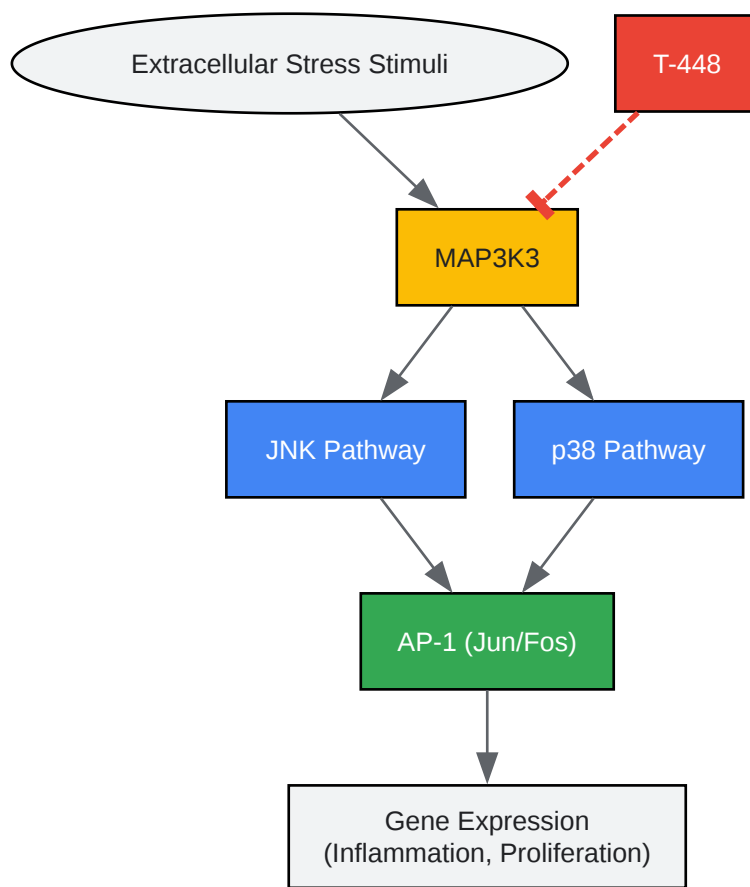 Extracellular Stress Stimuli
T-448
MAP3K3
JNK Pathway
p38 Pathway
AP-1 (Jun/Fos)
Gene Expression
(Inflammation, Proliferation)